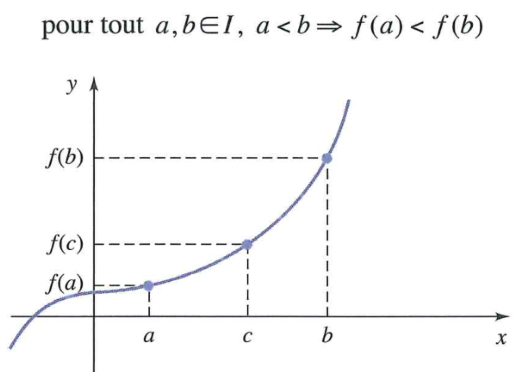 pour tout a, b ∈ I, a < b ⇒ f(a) < f(b)
y
f(b)
f(c)
f(a)
a c b x